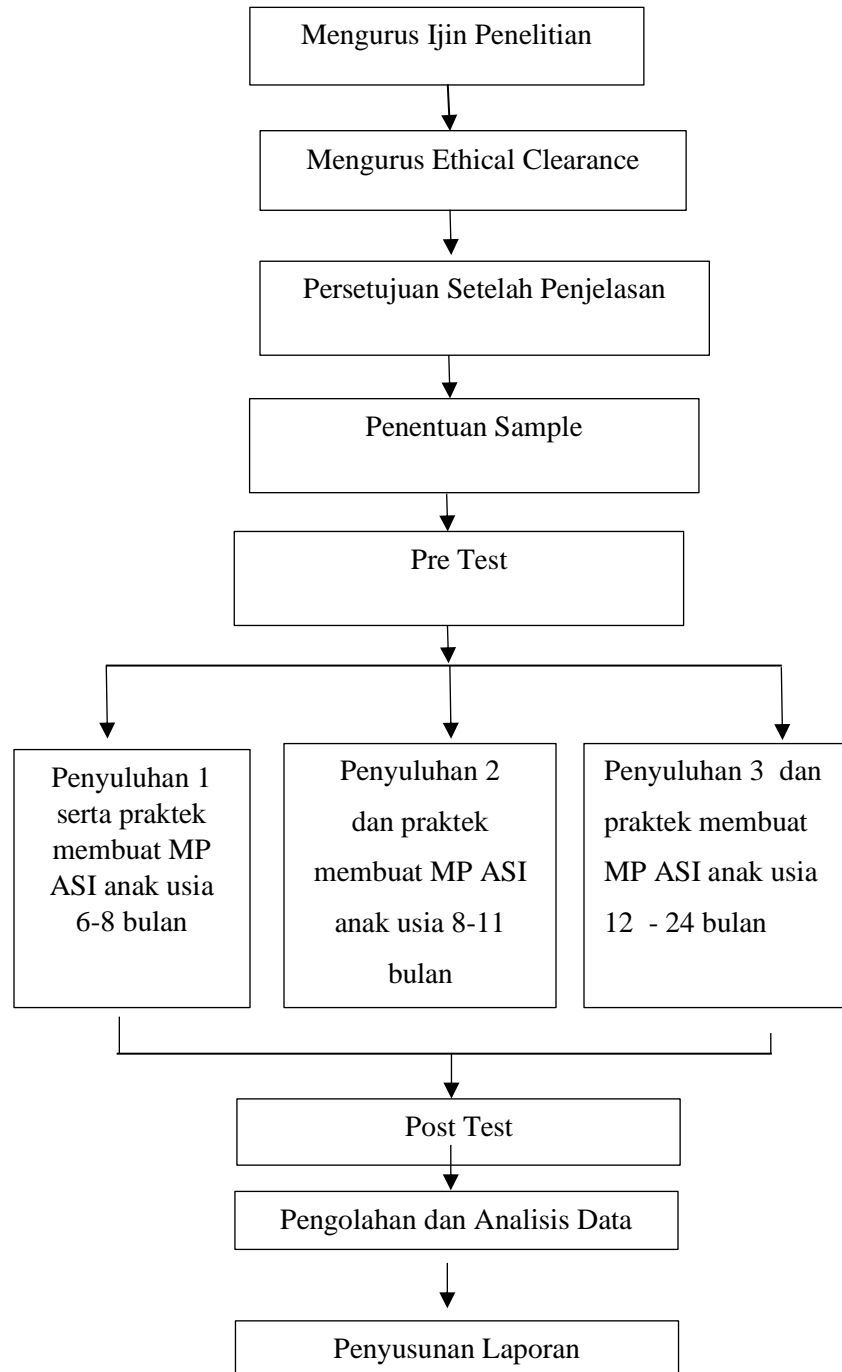 Mengurus Ijin Penelitian
Mengurus Ethical Clearance
Persetujuan Setelah Penjelasan
Penentuan Sample
Pre Test
Penyuluhan 1
serta praktek
membuat MP
ASI anak usia
6-8 bulan
Penyuluhan 2
dan praktek
membuat MP ASI
anak usia 8-11
bulan
Penyuluhan 3 dan
praktek membuat
MP ASI anak usia
12 - 24 bulan
Post Test
Pengolahan dan Analisis Data
Penyusunan Laporan